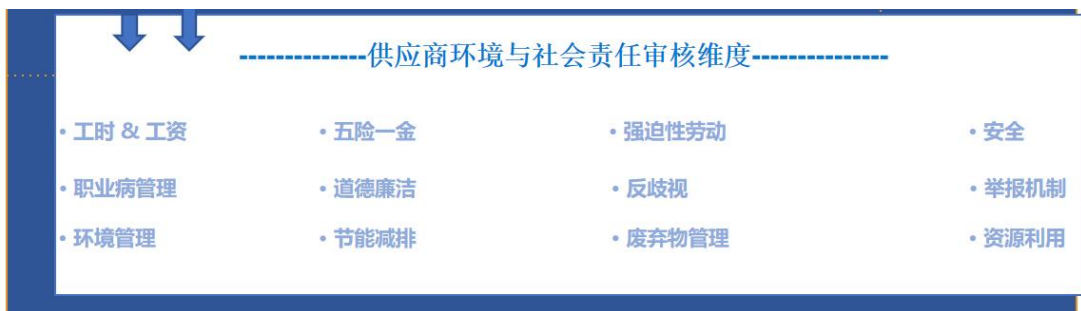 --------------供应商环境与社会责任审核维度---------------
• 工时 & 工资 • 五险一金 • 强迫性劳动 • 安全
• 职业病管理 • 道德廉洁 • 反歧视 • 举报机制
• 环境管理 • 节能减排 • 废弃物管理 • 资源利用